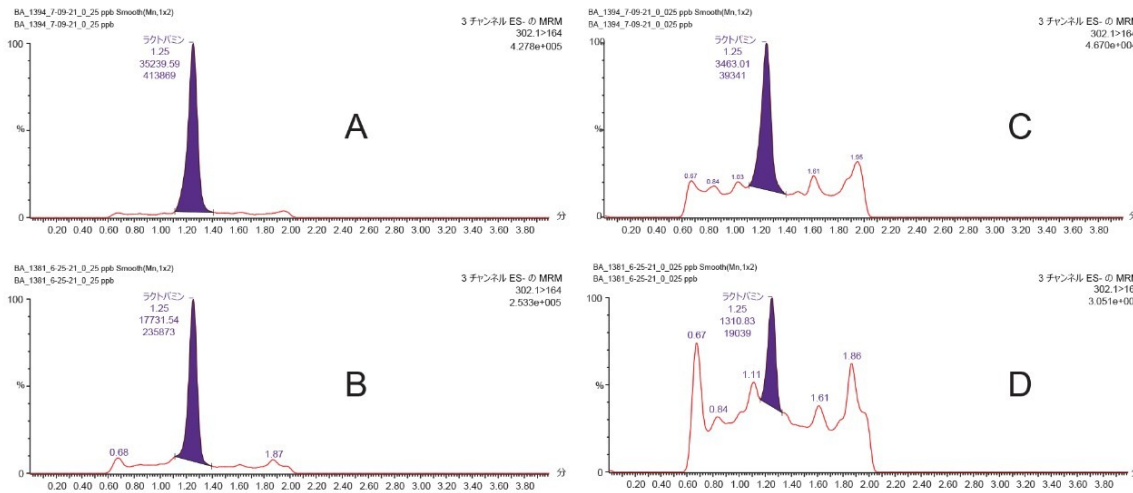 BA_1394_7-09-21_0_25 ppb Smooth(Mn,1x2)
BA_1394_7-09-21_0_25 ppb
3 チャンネル ES- の MRM
302.1>164
4.278e+005
ラクトパミン
1.25
35239.59
413869
100
%
0
A
分
0.20 0.40 0.60 0.80 1.00 1.20 1.40 1.60 1.80 2.00 2.20 2.40 2.60 2.80 3.00 3.20 3.40 3.60 3.80
BA_1394_7-09-21_0_025 ppb Smooth(Mn,1x2)
BA_1394_7-09-21_0_025 ppb
3 チャンネル ES- の MRM
302.1>164
4.670e+004
ラクトパミン
1.25
3463.01
39341
100
%
0
0.67 0.84 1.03 1.61 1.95
C
0.20 0.40 0.60 0.80 1.00 1.20 1.40 1.60 1.80 2.00 2.20 2.40 2.60 2.80 3.00 3.20 3.40 3.60 3.80
BA_1381_6-25-21_0_25 ppb Smooth(Mn,1x2)
BA_1381_6-25-21_0_25 ppb
3 チャンネル ES- の MRM
302.1>164
2.533e+005
ラクトパミン
1.25
17731.54
235873
100
%
0
0.68 1.87
B
分
0.20 0.40 0.60 0.80 1.00 1.20 1.40 1.60 1.80 2.00 2.20 2.40 2.60 2.80 3.00 3.20 3.40 3.60 3.80
BA_1381_6-25-21_0_025 ppb Smooth(Mn,1x2)
BA_1381_6-25-21_0_025 ppb
3 チャンネル ES- の MRM
302.1>16
3.051e+00
ラクトパミン
1.25
1310.83
19039
100
%
0
0.67 0.84 1.11 1.61 1.86
D
0.20 0.40 0.60 0.80 1.00 1.20 1.40 1.60 1.80 2.00 2.20 2.40 2.60 2.80 3.00 3.20 3.40 3.60 3.80